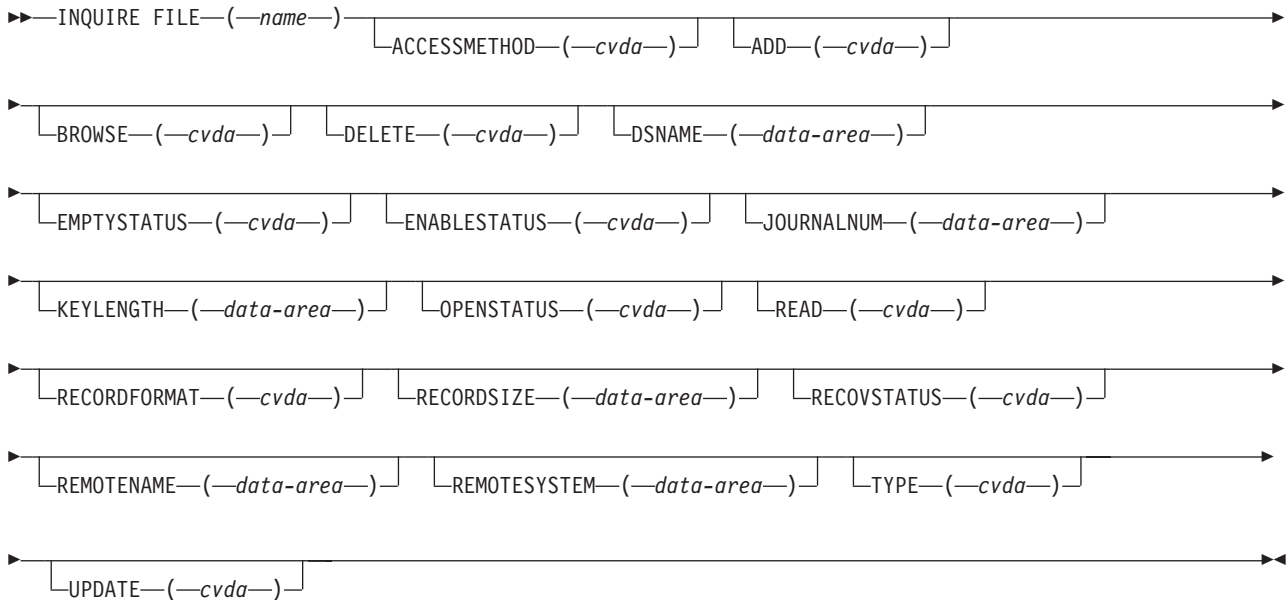 INQUIRE FILE ( name )
ACCESSMETHOD ( cvda ) ADD ( cvda )
BROWSE ( cvda ) DELETE ( cvda ) DSNAME ( data-area )
EMPTYSTATUS ( cvda ) ENABLESTATUS ( cvda ) JOURNALNUM ( data-area )
KEYLENGTH ( data-area ) OPENSTATUS ( cvda ) READ ( cvda )
RECORDFORMAT ( cvda ) RECORDSIZE ( data-area ) RECOVSTATUS ( cvda )
REMOTENAME ( data-area ) REMOTESYSTEM ( data-area ) TYPE ( cvda )
UPDATE ( cvda )